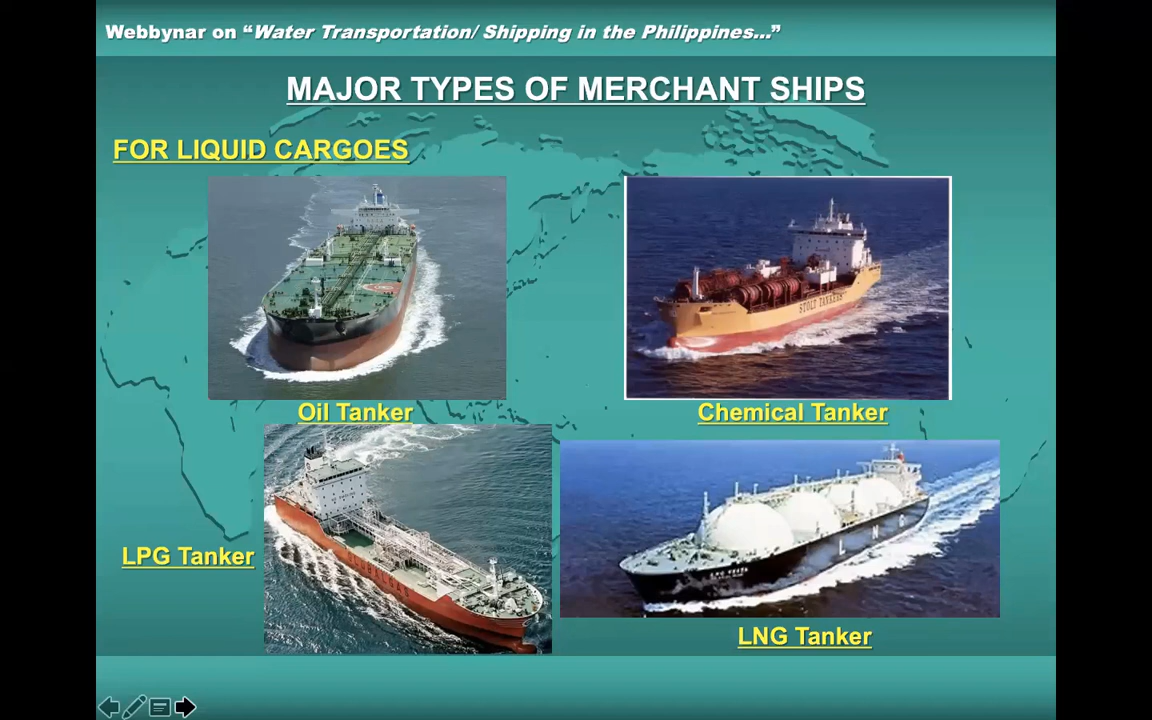 Webbynar on “Water Transportation/ Shipping in the Philippines...”
MAJOR TYPES OF MERCHANT SHIPS
FOR LIQUID CARGOES
STOLT TANKERS
Oil Tanker
Chemical Tanker
LPG Tanker
L N G
LNG Tanker